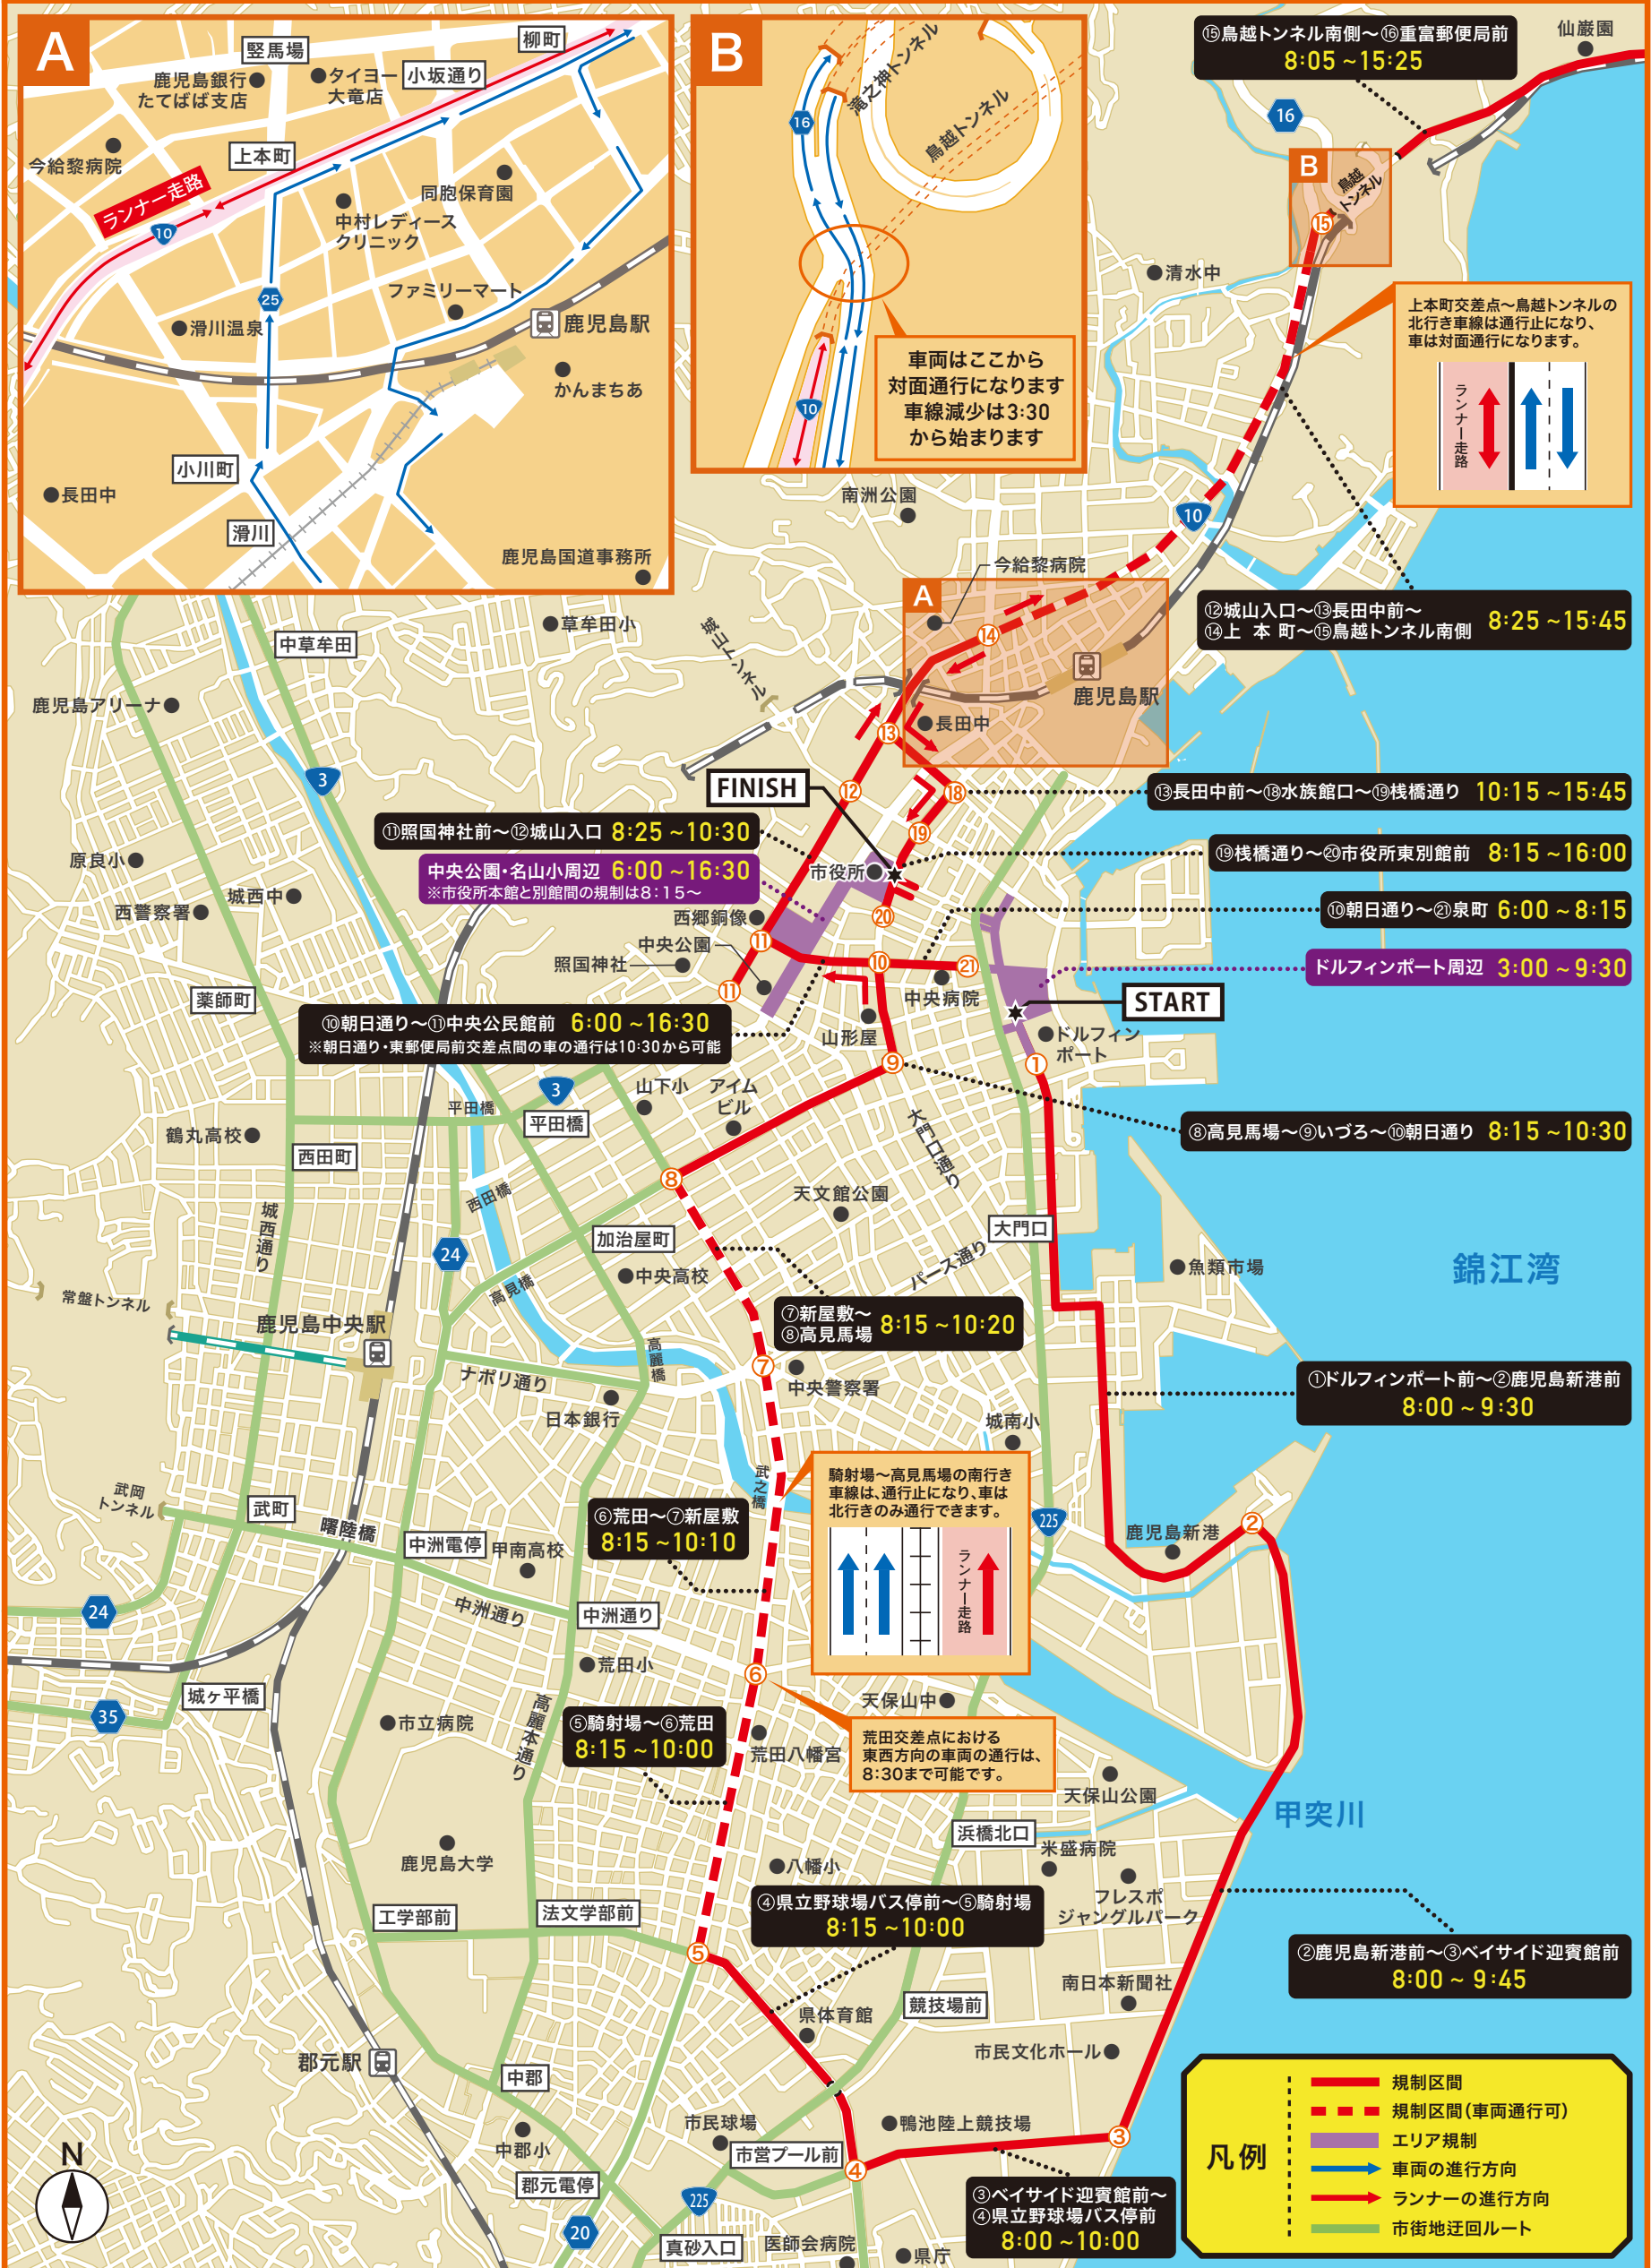 A
竪馬場
柳町
鹿児島銀行
たてばば支店
タイヨー
大竜店
小坂通り
今給黎病院
上本町
ランナー走路
10
同胞保育園
中村レディース
クリニック
25
ファミリーマート
滑川温泉
鹿児島駅
かんまちあ
小川町
長田中
滑川
鹿児島国道事務所
B
滝之神トンネル
16
鳥越トンネル
10
車両はここから
対面通行になります
車線減少は3:30
から始まります
⑮鳥越トンネル南側～⑯重富郵便局前
8:05 ~15:25
仙巌園
16
B
鳥越
トンネル
⑮
清水中
上本町交差点～鳥越トンネルの
北行き車線は通行止になり、
車は対面通行になります。
ランナー走路
南洲公園
10
今給黎病院
A
⑭
⑫城山入口～⑬長田中前～
⑭上 本 町～⑮鳥越トンネル南側
8:25 ~15:45
草牟田小
城山トンネル
中草牟田
鹿児島駅
鹿児島アリーナ
長田中
⑬
3
FINISH
⑫
⑱
⑬長田中前～⑱水族館口～⑲桟橋通り 10:15 ~15:45
⑪照国神社前～⑫城山入口 8:25 ~10:30
⑲
原良小
中央公園・名山小周辺 6:00 ~16:30
※市役所本館と別館間の規制は8:15～
市役所
⑲桟橋通り～⑳市役所東別館前 8:15 ~16:00
城西中
西警察署
西郷銅像
⑳
⑩朝日通り～㉑泉町 6:00 ~ 8:15
⑪
中央公園
照国神社
⑩
㉑
ドルフィンポート周辺 3:00 ~ 9:30
⑪
中央病院
薬師町
START
⑩朝日通り～⑪中央公民館前 6:00 ~16:30
※朝日通り・東郵便局前交差点間の車の通行は10:30から可能
山形屋
ドルフィン
ポート
⑨
①
3
山下小
アイム
ビル
平田橋
平田橋
大門口通り
鶴丸高校
西田町
⑧高見馬場～⑨いづろ～⑩朝日通り 8:15 ~10:30
⑧
西田橋
天文館公園
城西通り
大門口
加治屋町
24
パース通り
中央高校
魚類市場
錦江湾
高見橋
常盤トンネル
鹿児島中央駅
⑦新屋敷～
⑧高見馬場
8:15 ~10:20
高麗橋
⑦
ナポリ通り
中央警察署
①ドルフィンポート前～②鹿児島新港前
8:00 ~ 9:30
日本銀行
城南小
武之橋
騎射場～高見馬場の南行き
車線は、通行止になり、車は
北行きのみ通行できます。
ランナー走路
武岡
トンネル
武町
⑥荒田～⑦新屋敷
8:15 ~10:10
曙陸橋
中洲電停
甲南高校
225
鹿児島新港
②
24
中洲通り
中洲通り
荒田小
⑥
城ヶ平橋
35
天保山中
市立病院
高麗本通り
⑤騎射場～⑥荒田
8:15 ~10:00
荒田八幡宮
荒田交差点における
東西方向の車両の通行は、
8:30まで可能です。
天保山公園
甲突川
浜橋北口
米盛病院
鹿児島大学
八幡小
フレスポ
ジャングルパーク
④県立野球場バス停前～⑤騎射場
8:15 ~10:00
工学部前
法文学部前
⑤
②鹿児島新港前～③ベイサイド迎賓館前
8:00 ~ 9:45
南日本新聞社
競技場前
県体育館
市民文化ホール
郡元駅
中郡
市民球場
鴨池陸上競技場
③
中郡小
市営プール前
④
郡元電停
225
③ベイサイド迎賓館前～
④県立野球場バス停前
8:00 ~10:00
20
真砂入口
医師会病院
県庁
N
凡例
規制区間
規制区間(車両通行可)
エリア規制
車両の進行方向
ランナーの進行方向
市街地迂回ルート